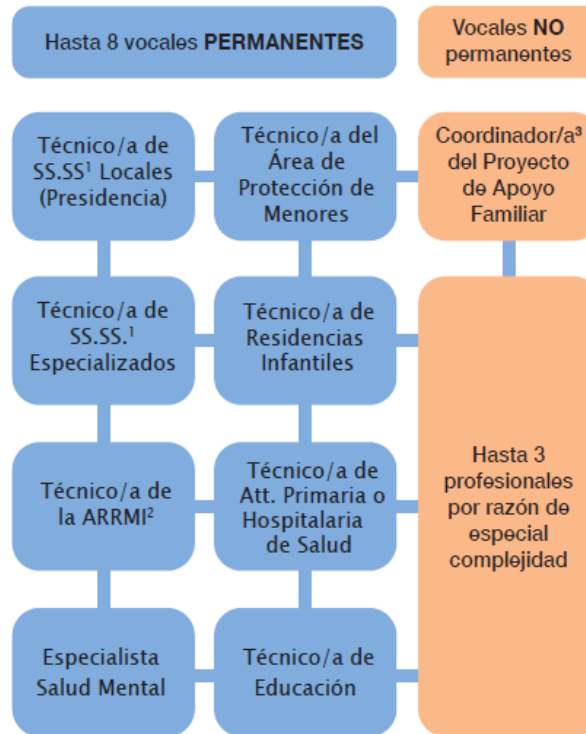 Hasta 8 vocales PERMANENTES
Vocales NO
permanentes
Técnico/a de
SS.SS¹ Locales
(Presidencia)
Técnico/a del
Área de
Protección de
Menores
Coordinador/a³
del Proyecto
de Apoyo
Familiar
Técnico/a de
SS.SS.¹
Especializados
Técnico/a de
Residencias
Infantiles
Hasta 3
profesionales
por razón de
especial
complejidad
Técnico/a de
la ARRMI²
Técnico/a de
Att. Primaria o
Hospitalaria
de Salud
Especialista
Salud Mental
Técnico/a de
Educación